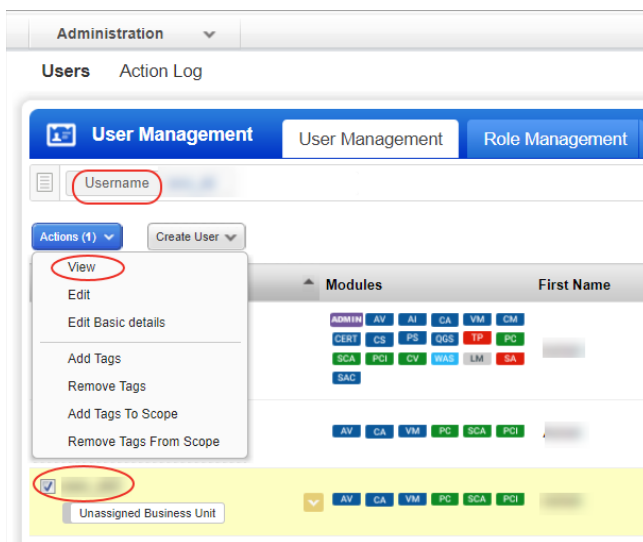 Administration
Users Action Log
User Management User Management Role Management
Username
Actions (1) Create User
View
Edit
Edit Basic details
Add Tags
Remove Tags
Add Tags To Scope
Remove Tags From Scope
Modules First Name
ADMIN AV AI CA VM CM
CERT CS PS QGS TP PC
SCA PCI CV WAS LM SA
SAC
AV CA VM PC SCA PCI
AV CA VM PC SCA PCI
Unassigned Business Unit